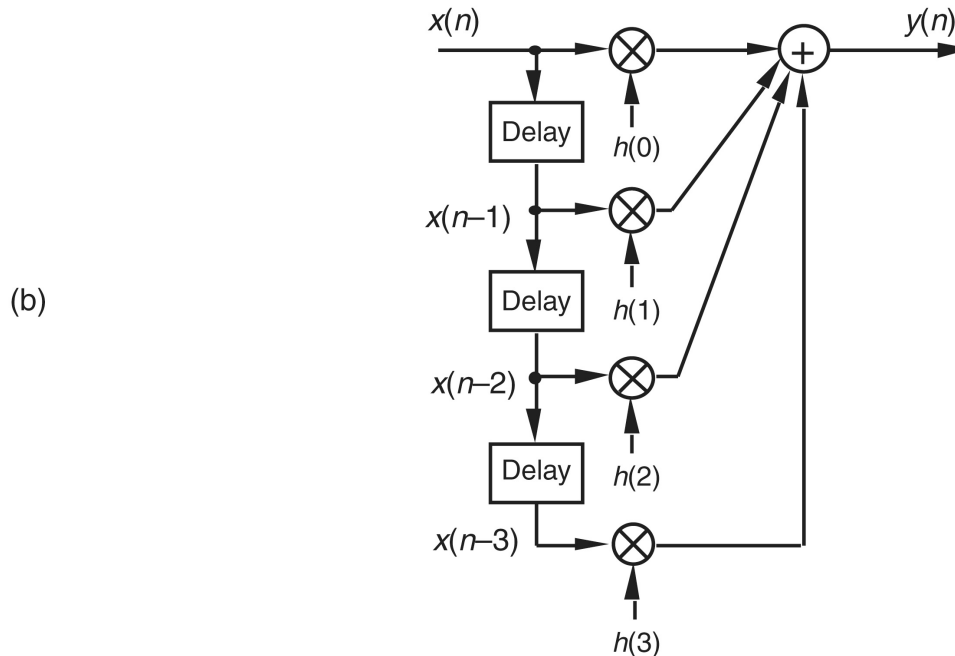 x(n)
y(n)
+
Delay
h(0)
x(n–1)
(b)
Delay
h(1)
x(n–2)
Delay
h(2)
x(n–3)
h(3)